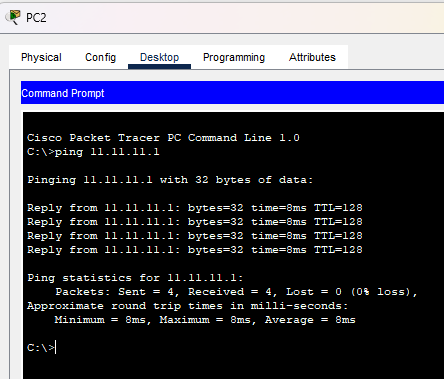 PC2
Physical Config Desktop Programming Attributes
Command Prompt
Cisco Packet Tracer PC Command Line 1.0
C:\>ping 11.11.11.1
Pinging 11.11.11.1 with 32 bytes of data:
Reply from 11.11.11.1: bytes=32 time=8ms TTL=128
Reply from 11.11.11.1: bytes=32 time=8ms TTL=128
Reply from 11.11.11.1: bytes=32 time=8ms TTL=128
Reply from 11.11.11.1: bytes=32 time=8ms TTL=128
Ping statistics for 11.11.11.1:
Packets: Sent = 4, Received = 4, Lost = 0 (0% loss),
Approximate round trip times in milli-seconds:
Minimum = 8ms, Maximum = 8ms, Average = 8ms
C:\>